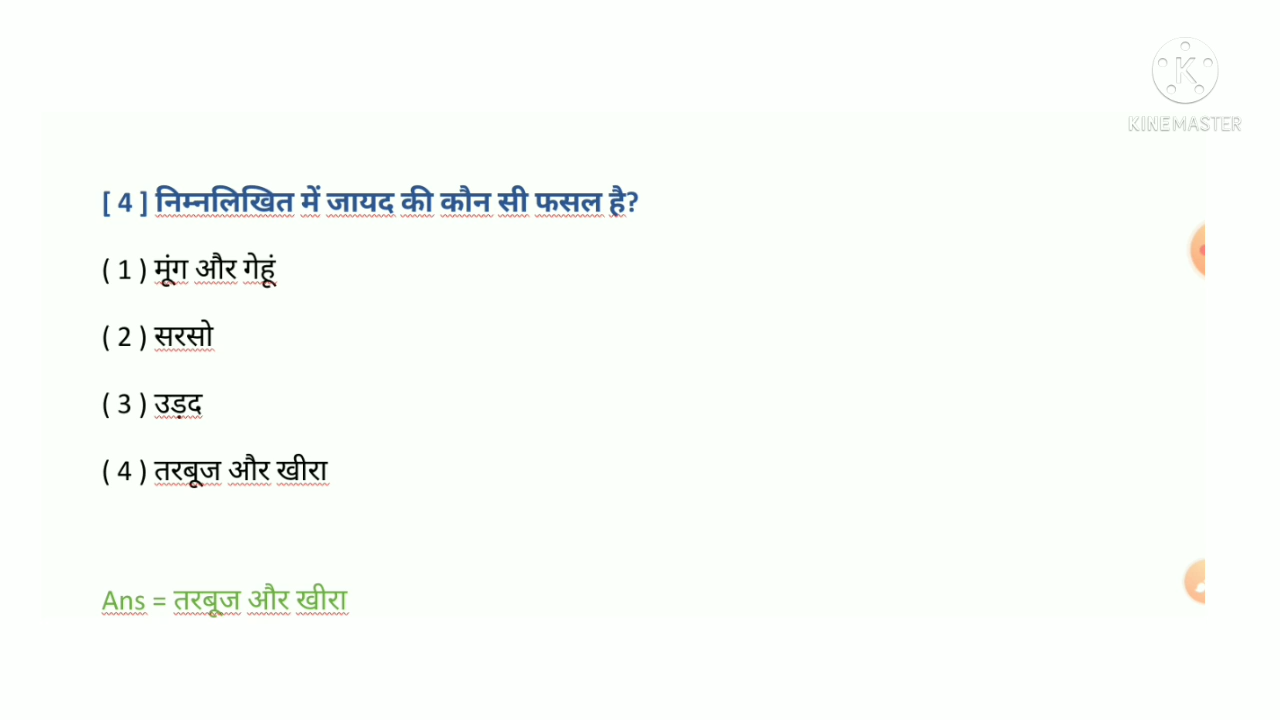 KINEMASTER
[ 4 ] निम्नलिखित में जायद की कौन सी फसल है?
( 1 ) मूंग और गेहूं
( 2 ) सरसो
( 3 ) उड़द
( 4 ) तरबूज और खीरा
Ans = तरबूज और खीरा